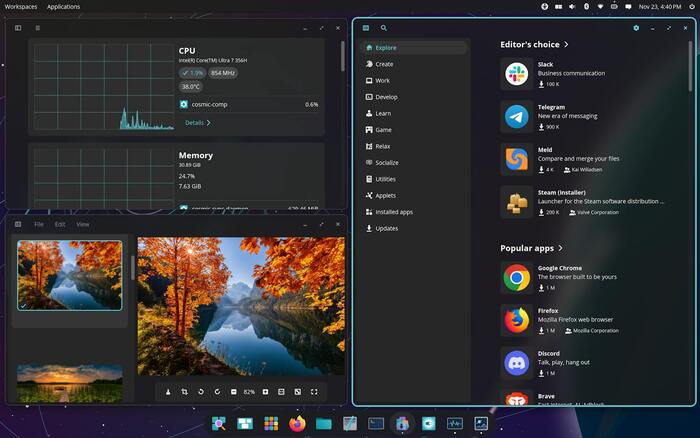 Workspaces Applications
Nov 23, 4:40 PM
CPU
Intel(R) Core(TM) Ultra 7 356H
1.9% 854 MHz
38.0°C
cosmic-comp 0.6%
Details
Memory
30.89 GiB
24.7%
7.63 GiB
File Edit View
82%
Explore
Create
Work
Develop
Learn
Game
Relax
Socialize
Utilities
Applets
Installed apps
Updates
Editor's choice
Slack
Business communication
100 K
Telegram
New era of messaging
900 K
Meld
Compare and merge your files
4 K Kai Willadsen
Steam (Installer)
Launcher for the Steam software distribution ...
200 K Valve Corporation
Popular apps
Google Chrome
The browser built to be yours
1 M
Firefox
Mozilla Firefox web browser
1 M Mozilla Corporation
Discord
Talk, play, hang out
1 M
Brave